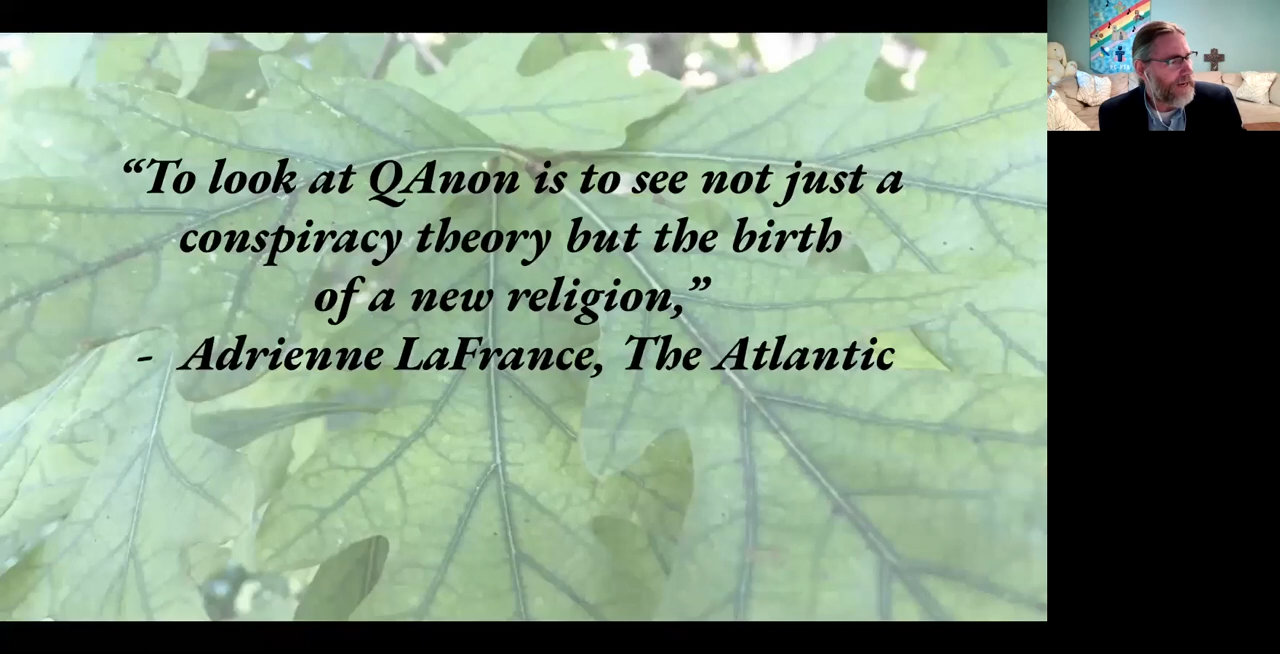 “To look at QAnon is to see not just a
conspiracy theory but the birth
of a new religion,”
- Adrienne LaFrance, The Atlantic